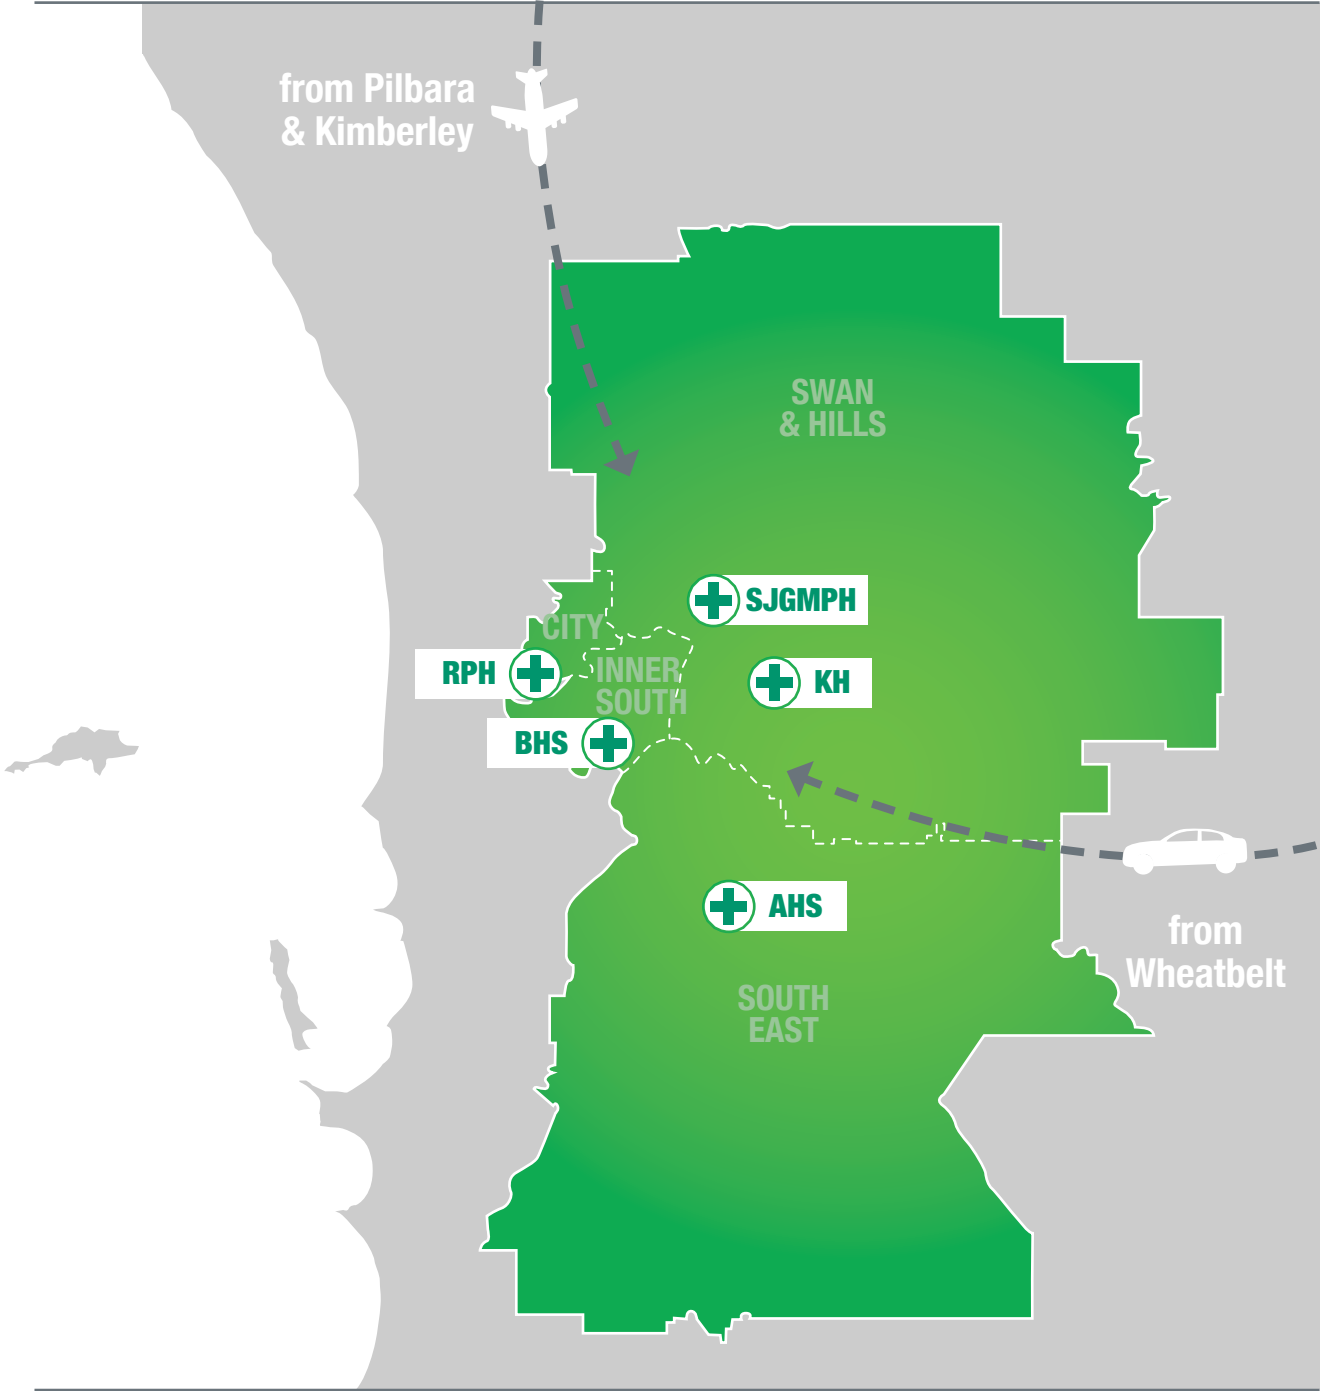 from Pilbara
& Kimberley
SWAN
& HILLS
SJGMPH
CITY
RPH
INNER
SOUTH
KH
BHS
AHS
from
Wheatbelt
SOUTH
EAST